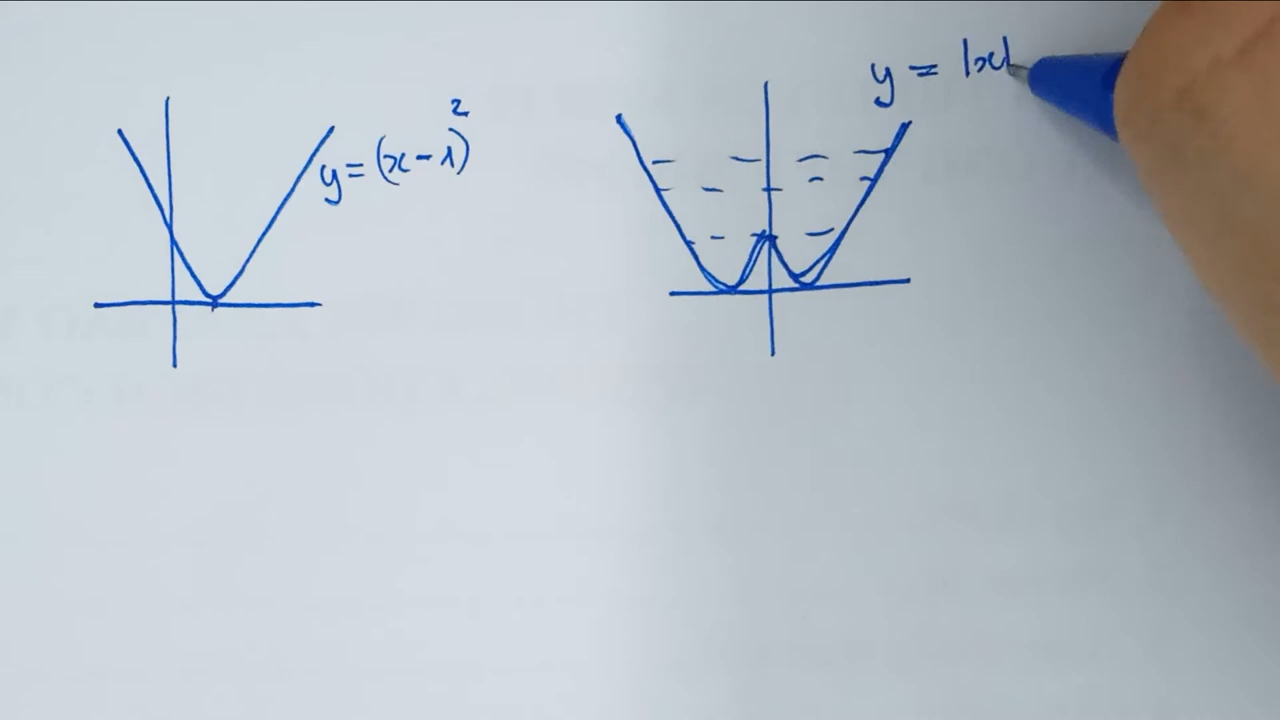 y = (x - 1)²
y = |x|